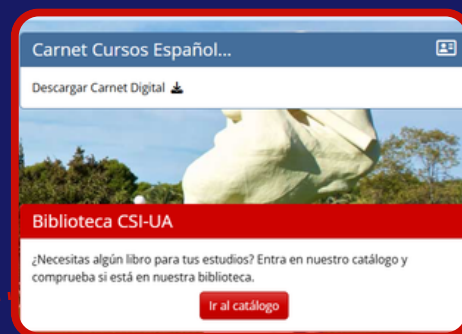 Carnet Cursos Español...
Descargar Carnet Digital
Biblioteca CSI-UA
¿Necesitas algún libro para tus estudios? Entra en nuestro catálogo y
comprueba si está en nuestra biblioteca.
Ir al catálogo